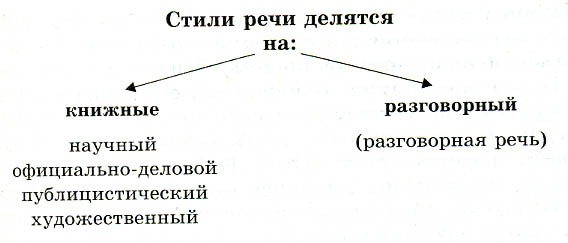 Стили речи делятся
на:
книжные
научный
официально-деловой
публицистический
художественный
разговорный
(разговорная речь)